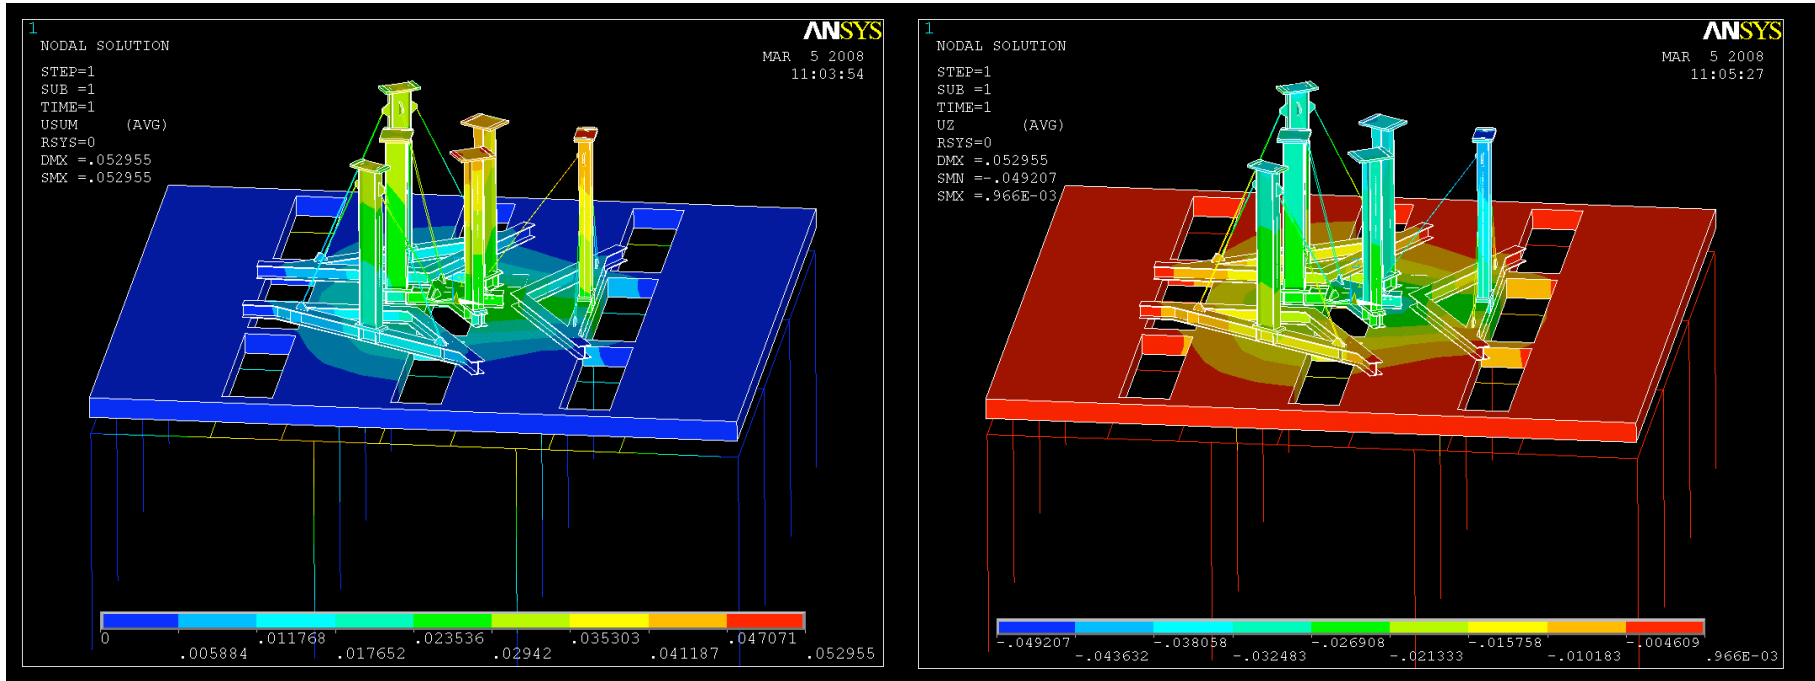 1
ANSYS
NODAL SOLUTION
MAR 5 2008
11:03:54
STEP=1
SUB =1
TIME=1
USUM (AVG)
RSYS=0
DMX =.052955
SMX =.052955
0 .011768 .023536 .035303 .047071
.005884 .017652 .02942 .041187 .052955
1
ANSYS
NODAL SOLUTION
MAR 5 2008
11:05:27
STEP=1
SUB =1
TIME=1
UZ (AVG)
RSYS=0
DMX =.052955
SMN =-.049207
SMX =.966E-03
-.049207 -.038058 -.026908 -.015758 -.004609
-.043632 -.032483 -.021333 -.010183 .966E-03